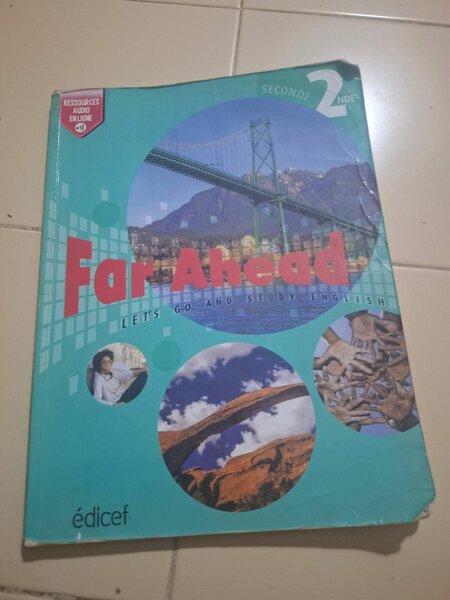 RESSOURCES
AUDIO
EN LIGNE
SECONDE 2NDE
Far Ahead
LET'S GO AND STUDY ENGLISH
édicef